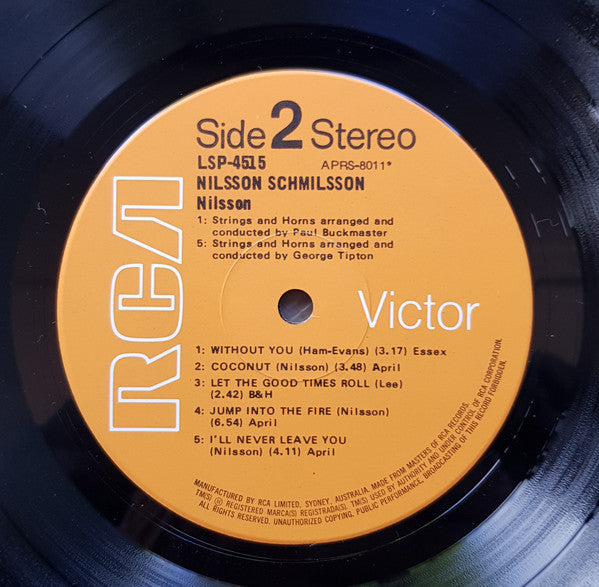 Side 2 Stereo
LSP-4515 APRS-8011*
NILSSON SCHMILSSON
Nilsson
1: Strings and Horns arranged and
conducted by Paul Buckmaster
5: Strings and Horns arranged and
conducted by George Tipton
RCA
Victor
1: WITHOUT YOU (Ham-Evans) (3.17) Essex
2: COCONUT (Nilsson) (3.48) April
3: LET THE GOOD TIMES ROLL (Lee)
(2.42) B&H
4: JUMP INTO THE FIRE (Nilsson)
(6.54) April
5: I'LL NEVER LEAVE YOU
(Nilsson) (4.11) April
MANUFACTURED BY RCA LIMITED, SYDNEY, AUSTRALIA. MADE FROM MASTERS OF RCA RECORDS.
TM(S) ® REGISTERED MARCA(S) REGISTRADA(S). TM(S) USED BY AUTHORITY AND UNDER CONTROL OF RCA CORPORATION.
ALL RIGHTS RESERVED. UNAUTHORIZED COPYING, PUBLIC PERFORMANCE, BROADCASTING OF THIS RECORD FORBIDDEN.